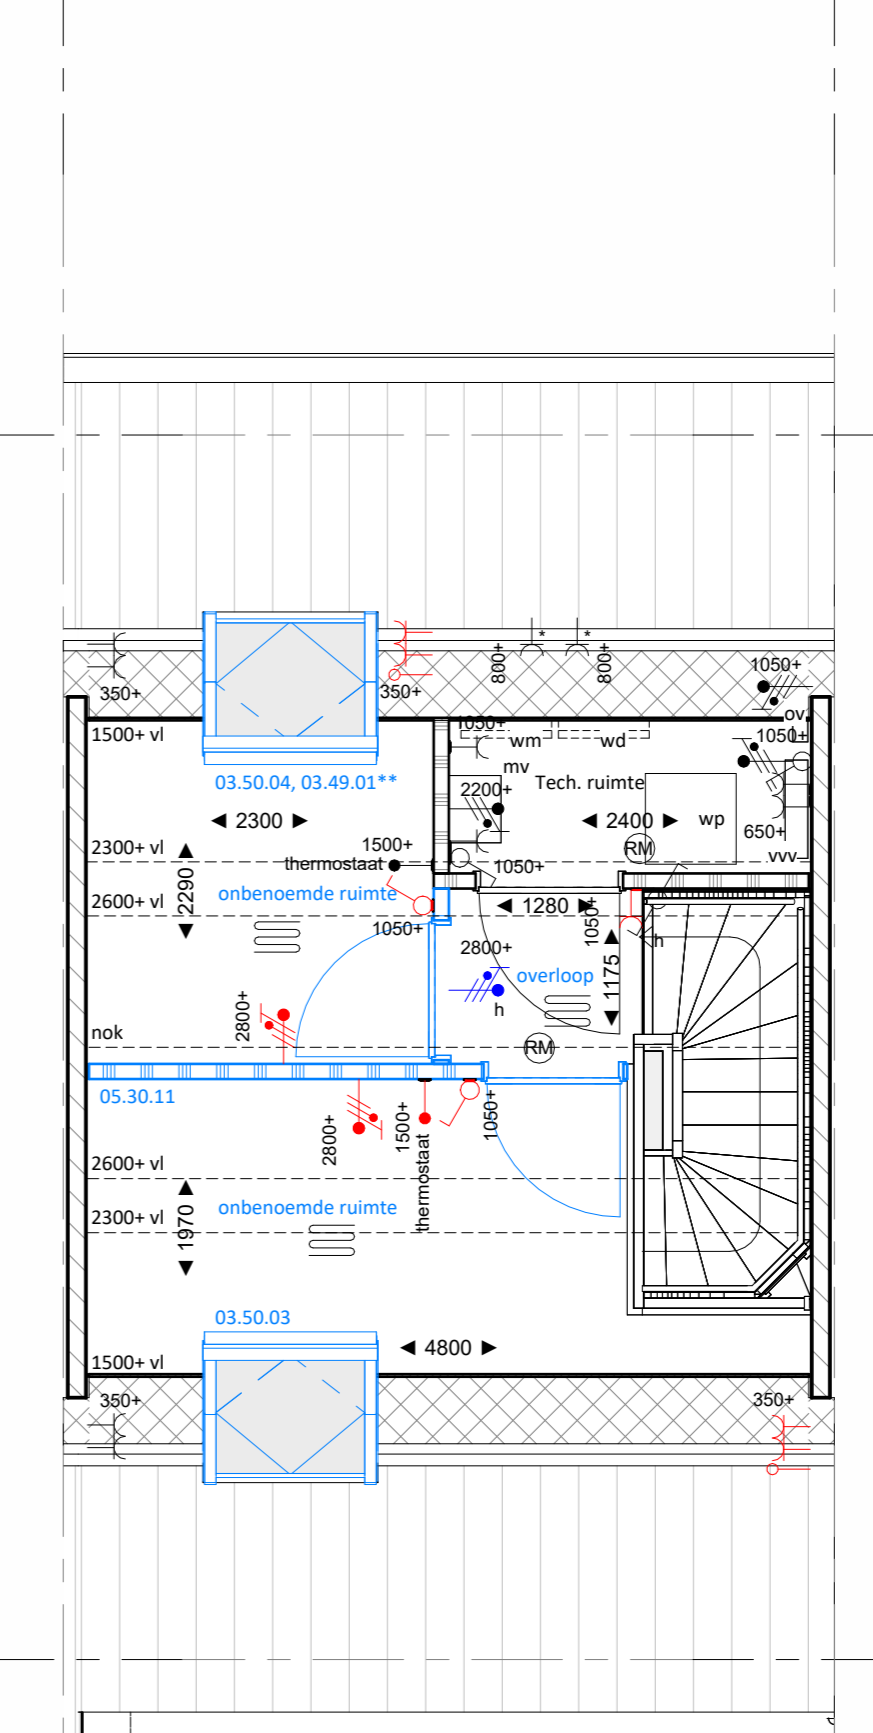 * *
800+ 800+
350+ 350+ 1050+
1050+ ov
1500+ vl wm wd 1050+
mv
03.50.04, 03.49.01** 2200+ Tech. ruimte
2300 2400 wp
650+
RM
1500+
2300+ vl thermostaat 1050+ vvv
2290
2600+ vl onbenoemde ruimte
1280 1050+
1050+
2800+ h
overloop 1175
2800+ h
nok RM
05.30.11
2800+ 1500+ 1050+
thermostaat
2600+ vl
1970 onbenoemde ruimte
2300+ vl
03.50.03
4800
1500+ vl
350+ 350+